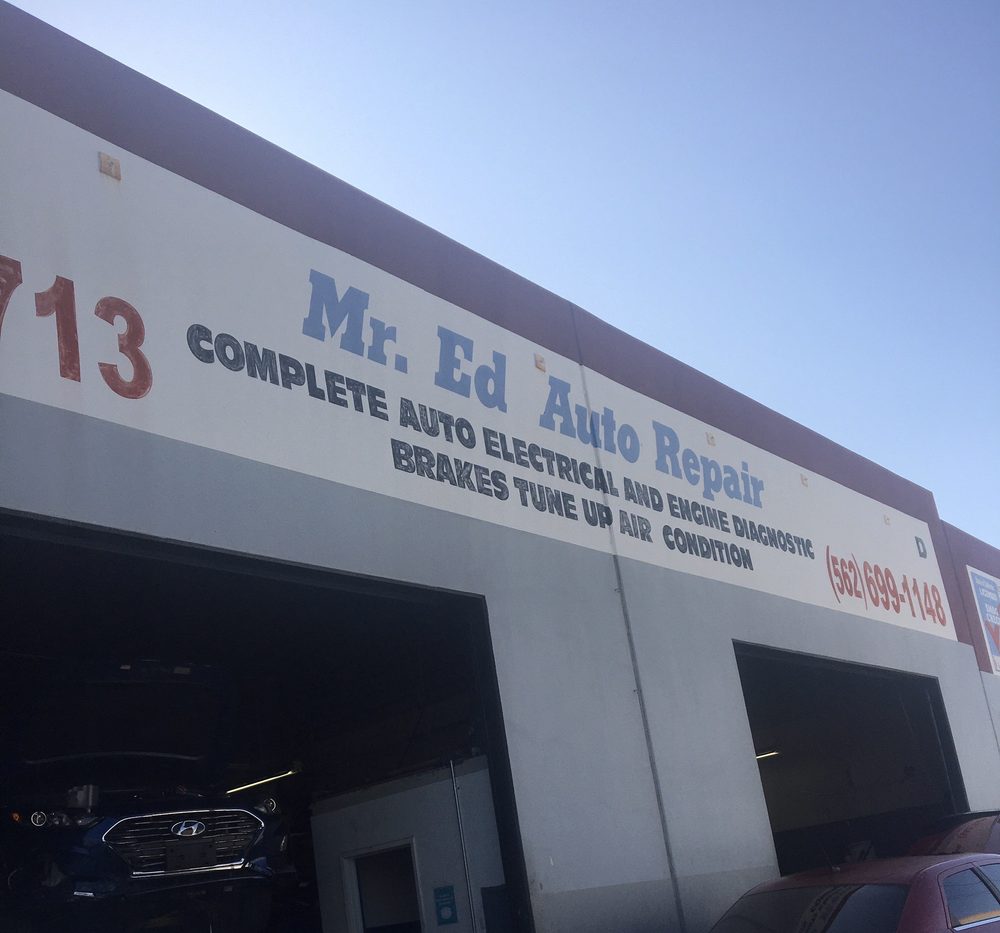 713
Mr. Ed Auto Repair
COMPLETE AUTO ELECTRICAL AND ENGINE DIAGNOSTIC
BRAKES TUNE UP AIR CONDITION
(562)699-1148
D